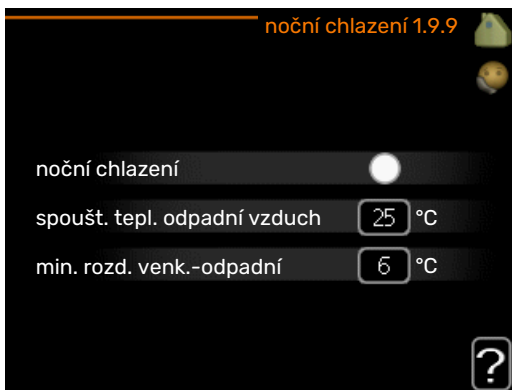 noční chlazení 1.9.9
noční chlazení
spoušt. tepl. odpadní vzduch 25 °C
min. rozd. venk.-odpadní 6 °C
?